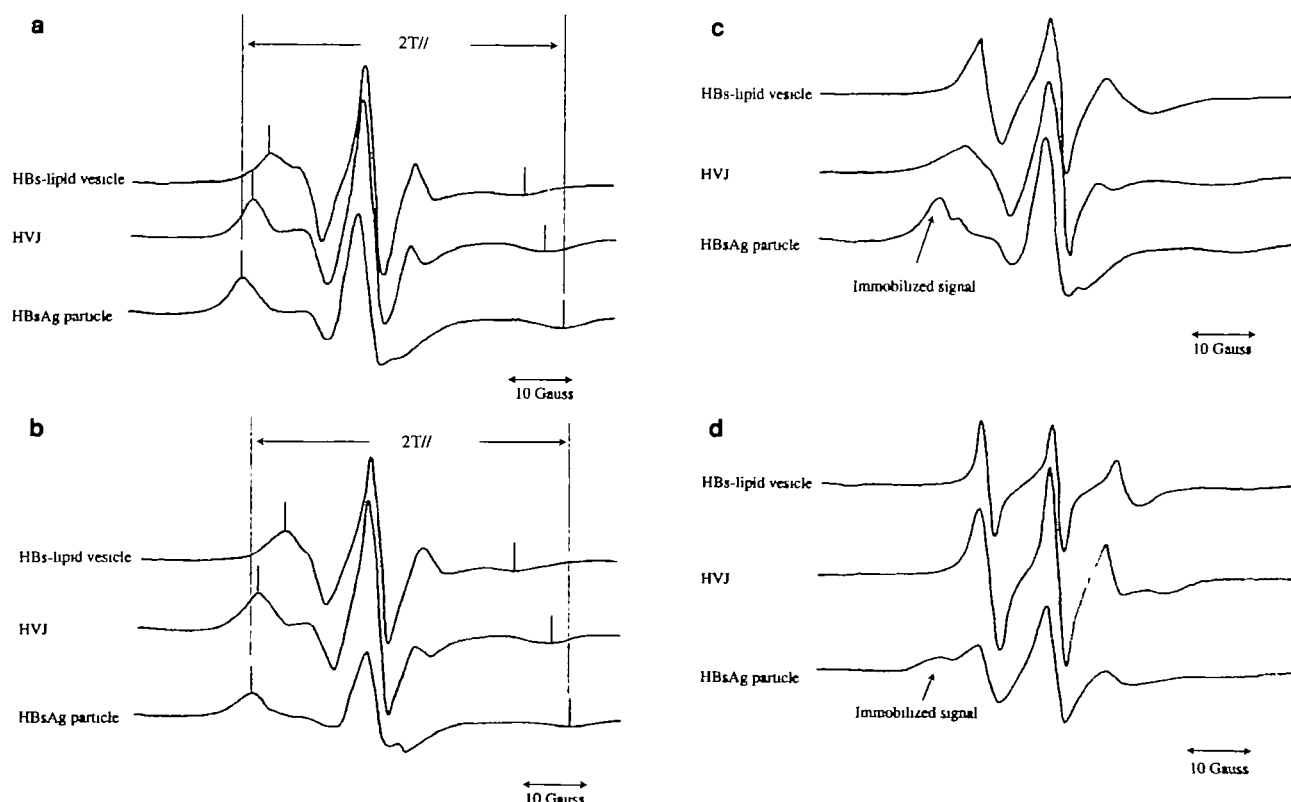 a
2T//
HBs-lipid vesicle
HVJ
HBsAg particle
10 Gauss
b
2T//
HBs-lipid vesicle
HVJ
HBsAg particle
10 Gauss
c
HBs-lipid vesicle
HVJ
HBsAg particle
Immobilized signal
10 Gauss
d
HBs-lipid vesicle
HVJ
HBsAg particle
Immobilized signal
10 Gauss